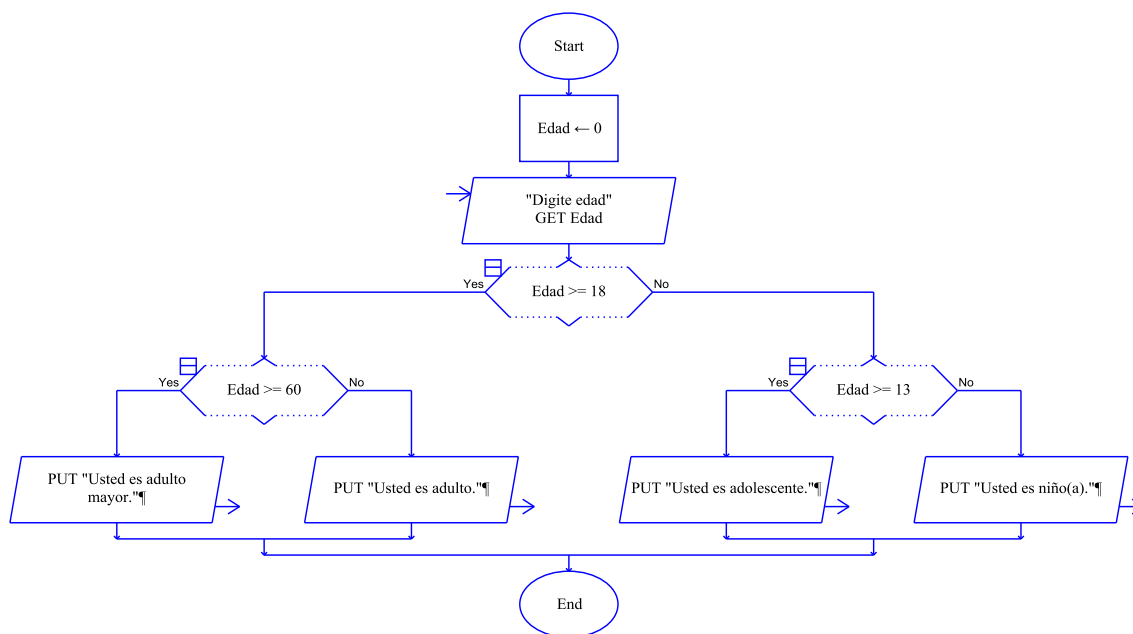 Start
Edad ← 0
"Digite edad"
GET Edad
Yes
Edad >= 18
No
Yes
Edad >= 60
No
Yes
Edad >= 13
No
PUT "Usted es adulto
mayor."¶
PUT "Usted es adulto."¶
PUT "Usted es adolescente."¶
PUT "Usted es niño(a)."¶
End